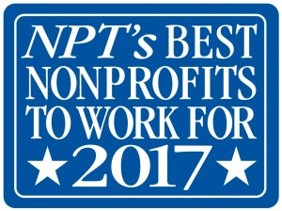 NPT's BEST
NONPROFITS
TO WORK FOR
★2017★